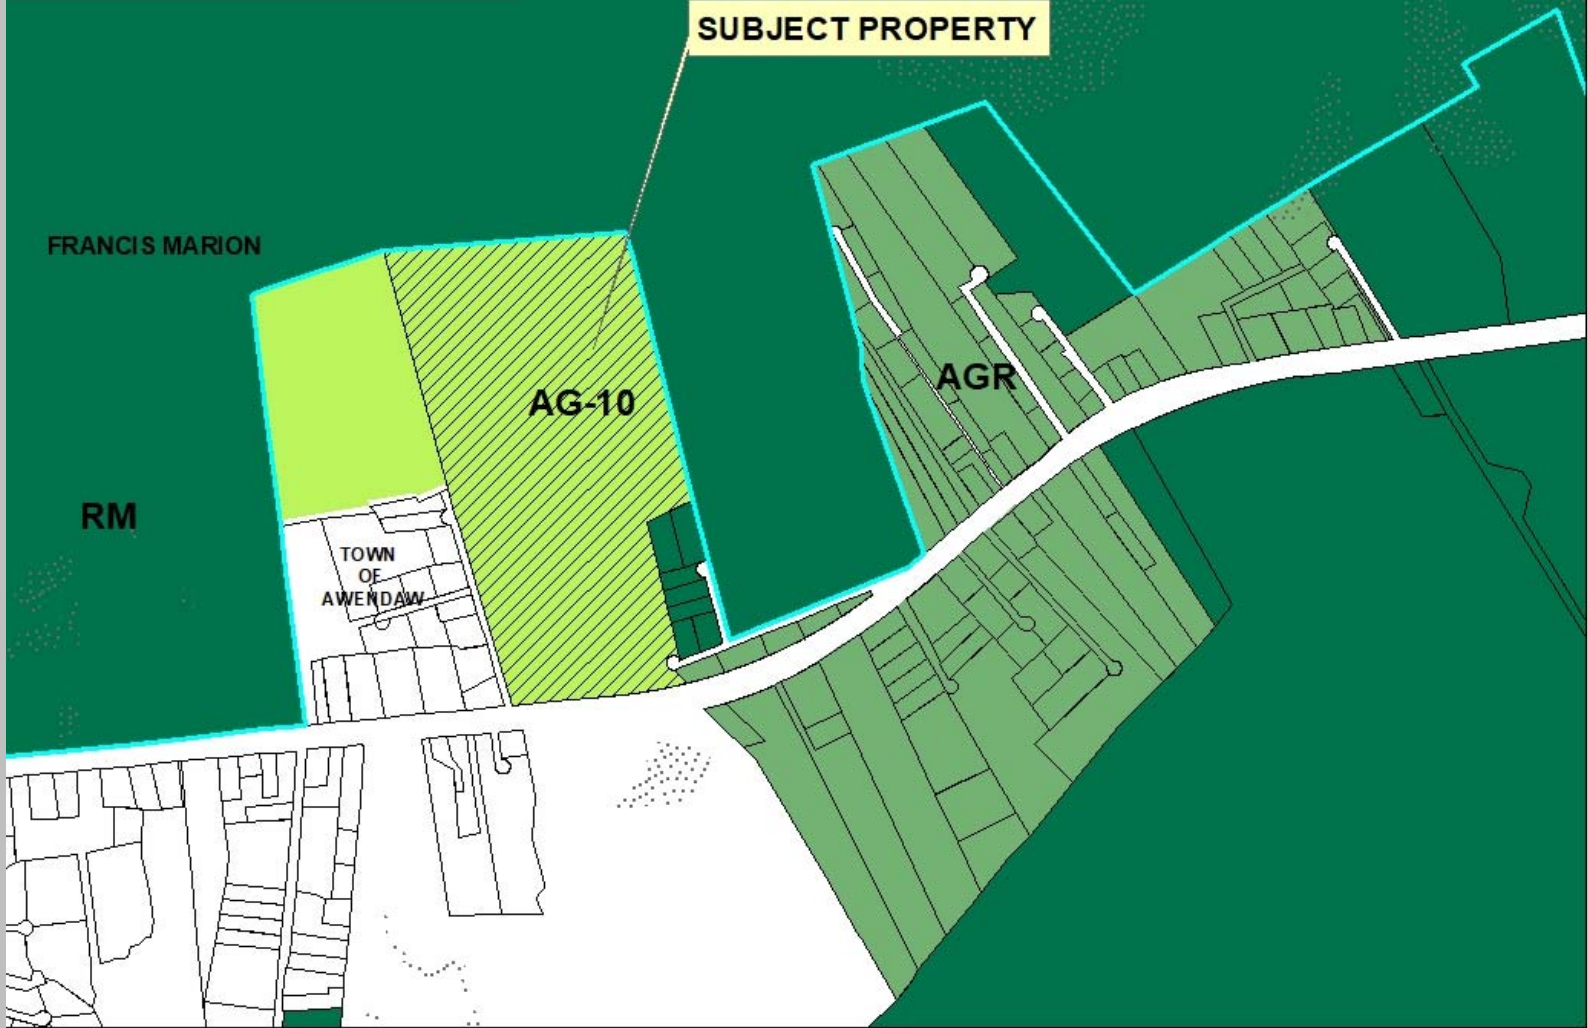 SUBJECT PROPERTY
FRANCIS MARION
AG-10
AGR
RM
TOWN
OF
AWENDAW